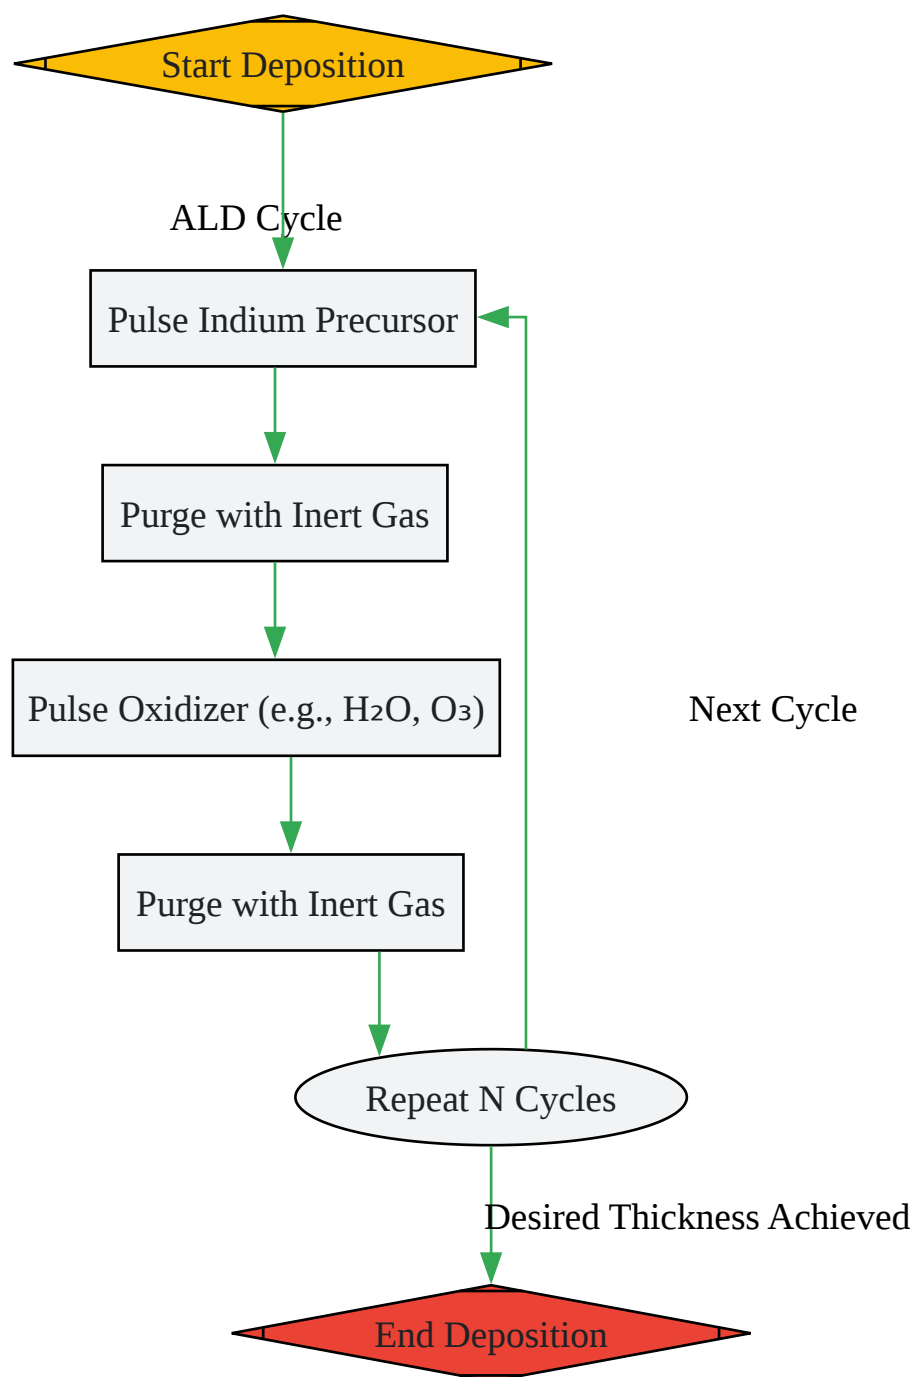 Start Deposition
ALD Cycle
Pulse Indium Precursor
Purge with Inert Gas
Pulse Oxidizer (e.g., H₂O, O₃)
Next Cycle
Purge with Inert Gas
Repeat N Cycles
Desired Thickness Achieved
End Deposition